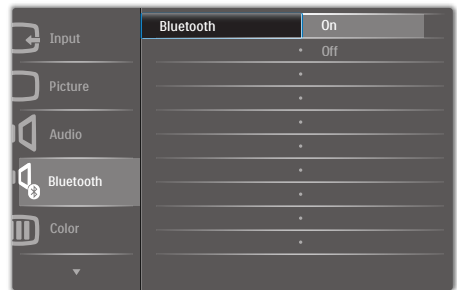 Input
Picture
Audio
Bluetooth
Color
Bluetooth On
Off